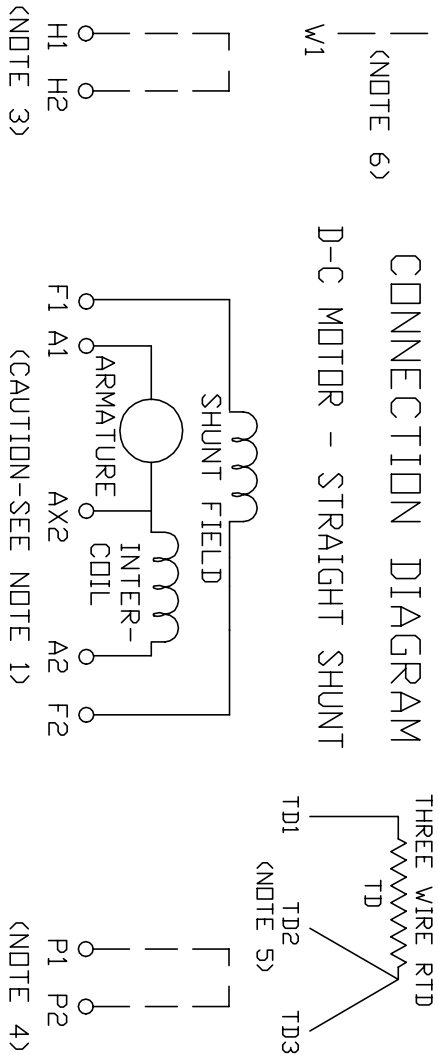 CONNECTION DIAGRAM
D-C MOTOR - STRAIGHT SHUNT
W1
(NOTE 6)
THREE WIRE RTD
TD
TD1
TD2
TD3
(NOTE 5)
H1
H2
(NOTE 3)
SHUNT FIELD
ARMATURE
INTER-
COIL
F1
A1
AX2
A2
F2
(CAUTION-SEE NOTE 1)
P1
P2
(NOTE 4)